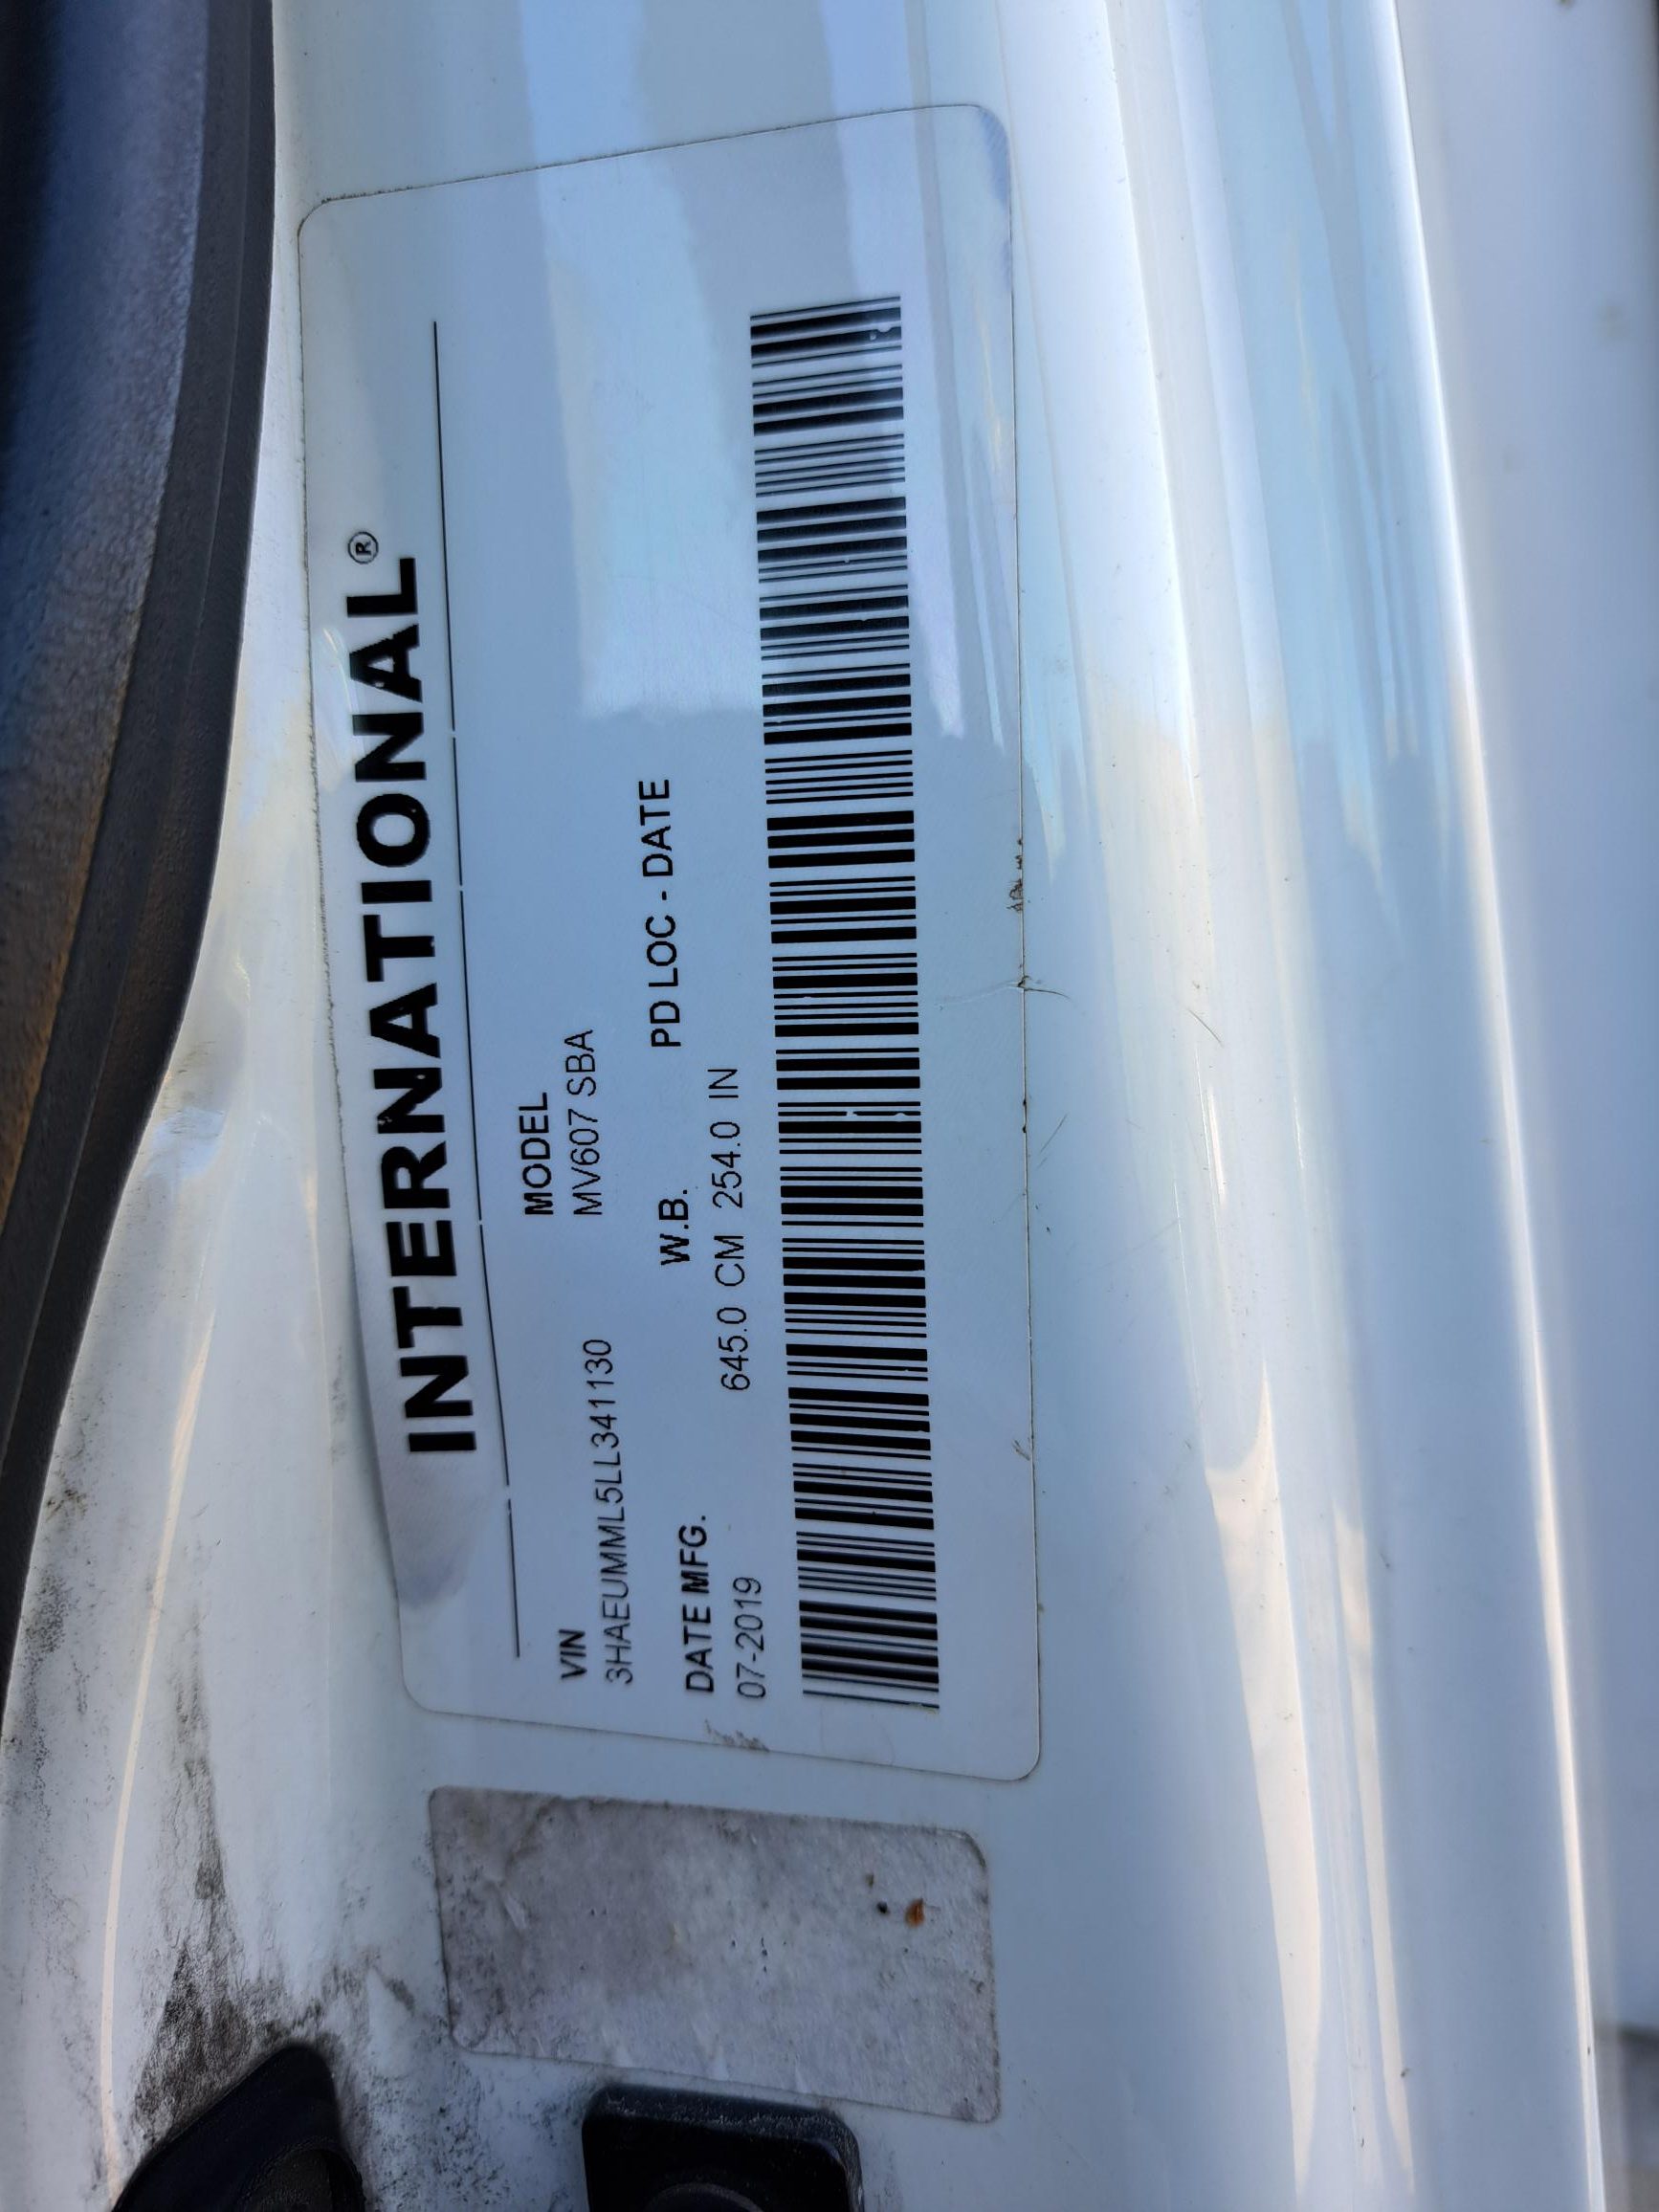 INTERNATIONAL®
VIN MODEL
3HAEUMML5LL341130 MV607 SBA
DATE MFG. W.B. PD LOC - DATE
07-2019 645.0 CM 254.0 IN